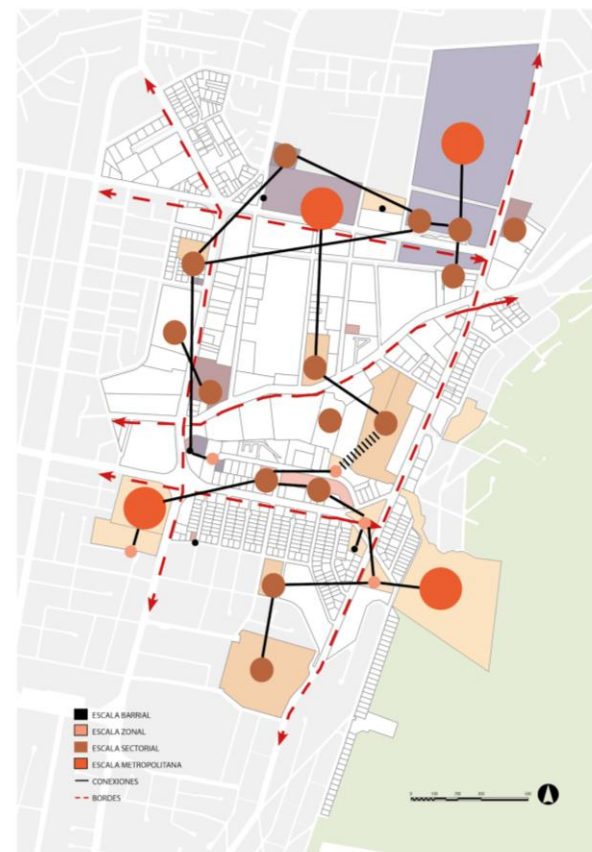 ESCALA BARRIAL
ESCALA ZONAL
ESCALA SECTORIAL
ESCALA METROPOLITANA
CONEXIONES
BORDES